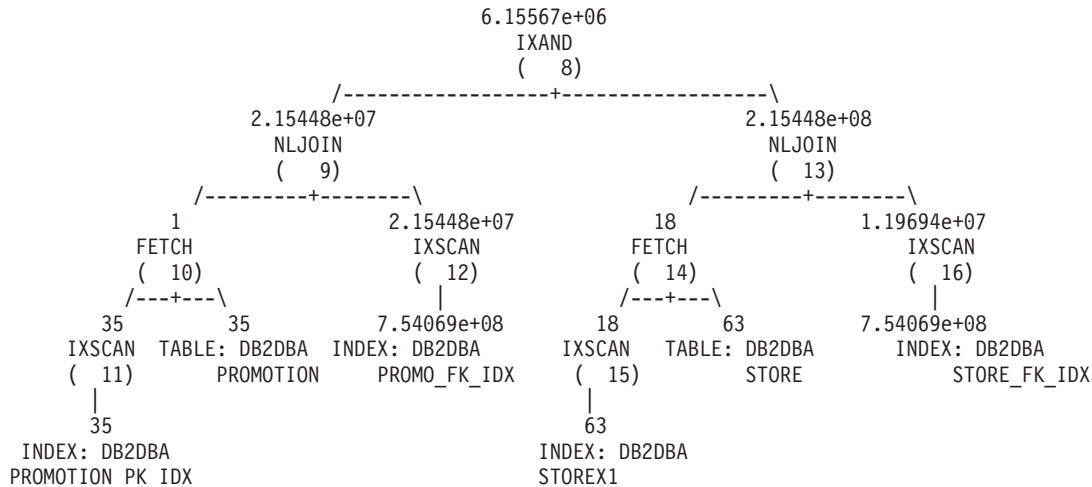 6.15567e+06
IXAND
(   8)
/------------------+------------------\
2.15448e+07                              2.15448e+08
NLJOIN                                   NLJOIN
(   9)                                   (  13)
/---------+--------\                     /---------+--------\
1                2.15448e+07           18               1.19694e+07
FETCH              IXSCAN             FETCH               IXSCAN
(  10)             (  12)             (  14)              (  16)
/---+---\             |               /---+---\              |
35        35       7.54069e+08        18        63       7.54069e+08
IXSCAN  TABLE: DB2DBA  INDEX: DB2DBA  IXSCAN  TABLE: DB2DBA  INDEX: DB2DBA
(  11)      PROMOTION    PROMO_FK_IDX    (  15)      STORE      STORE_FK_IDX
|                                     |
35                                    63
INDEX: DB2DBA                         INDEX: DB2DBA
PROMOTION PK IDX                      STOREX1